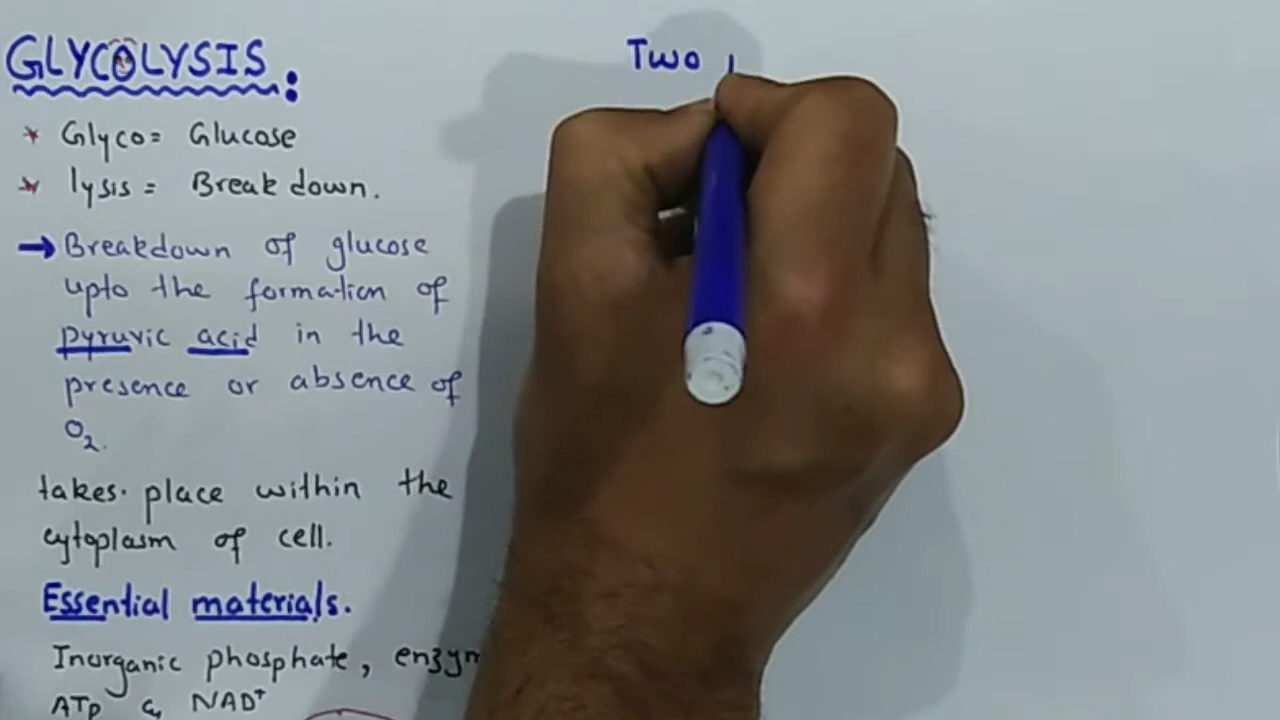 GLYCOLYSIS:
* Glyco = Glucose
* lysis = Break down.
→ Breakdown of glucose
upto the formation of
pyruvic acid in the
presence or absence of
O₂.
takes place within the
cytoplasm of cell.
Essential materials.
Inorganic phosphate, enzym
ATP & NAD⁺
Two